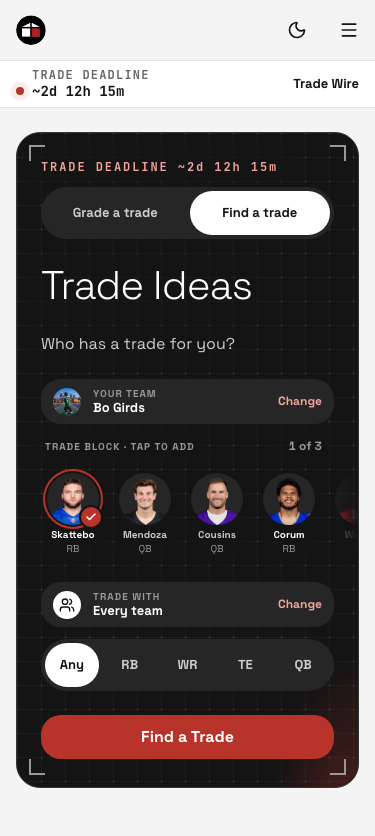 TRADE DEADLINE
~2d 12h 15m
Trade Wire
TRADE DEADLINE ~2d 12h 15m
Grade a trade
Find a trade
Trade Ideas
Who has a trade for you?
YOUR TEAM
Bo Girds
Change
TRADE BLOCK · TAP TO ADD
1 of 3
Skattebo
RB
Mendoza
QB
Cousins
QB
Corum
RB
TRADE WITH
Every team
Change
Any
RB
WR
TE
QB
Find a Trade